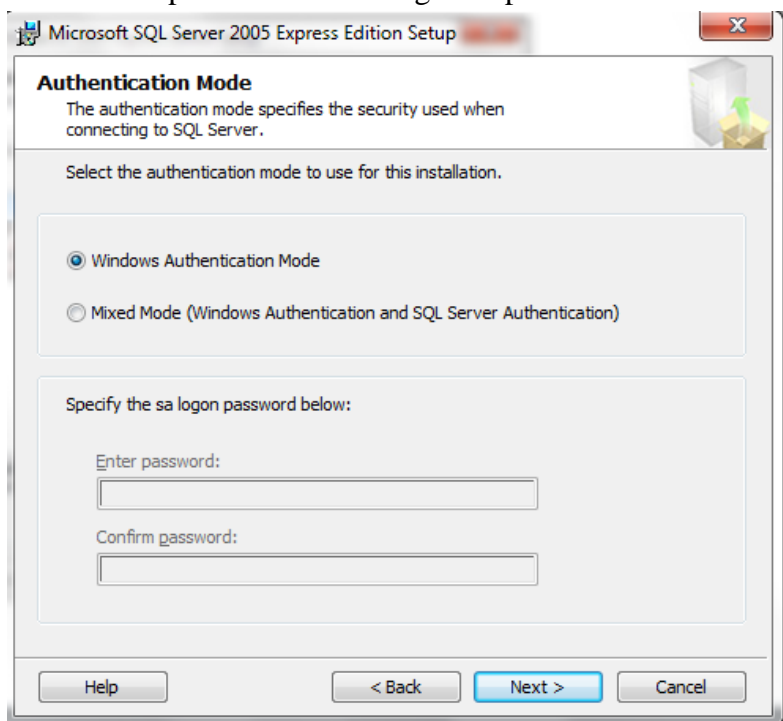 Microsoft SQL Server 2005 Express Edition Setup
Authentication Mode
The authentication mode specifies the security used when
connecting to SQL Server.
Select the authentication mode to use for this installation.
Windows Authentication Mode
Mixed Mode (Windows Authentication and SQL Server Authentication)
Specify the sa logon password below:
Enter password:
Confirm password:
Help
< Back
Next >
Cancel